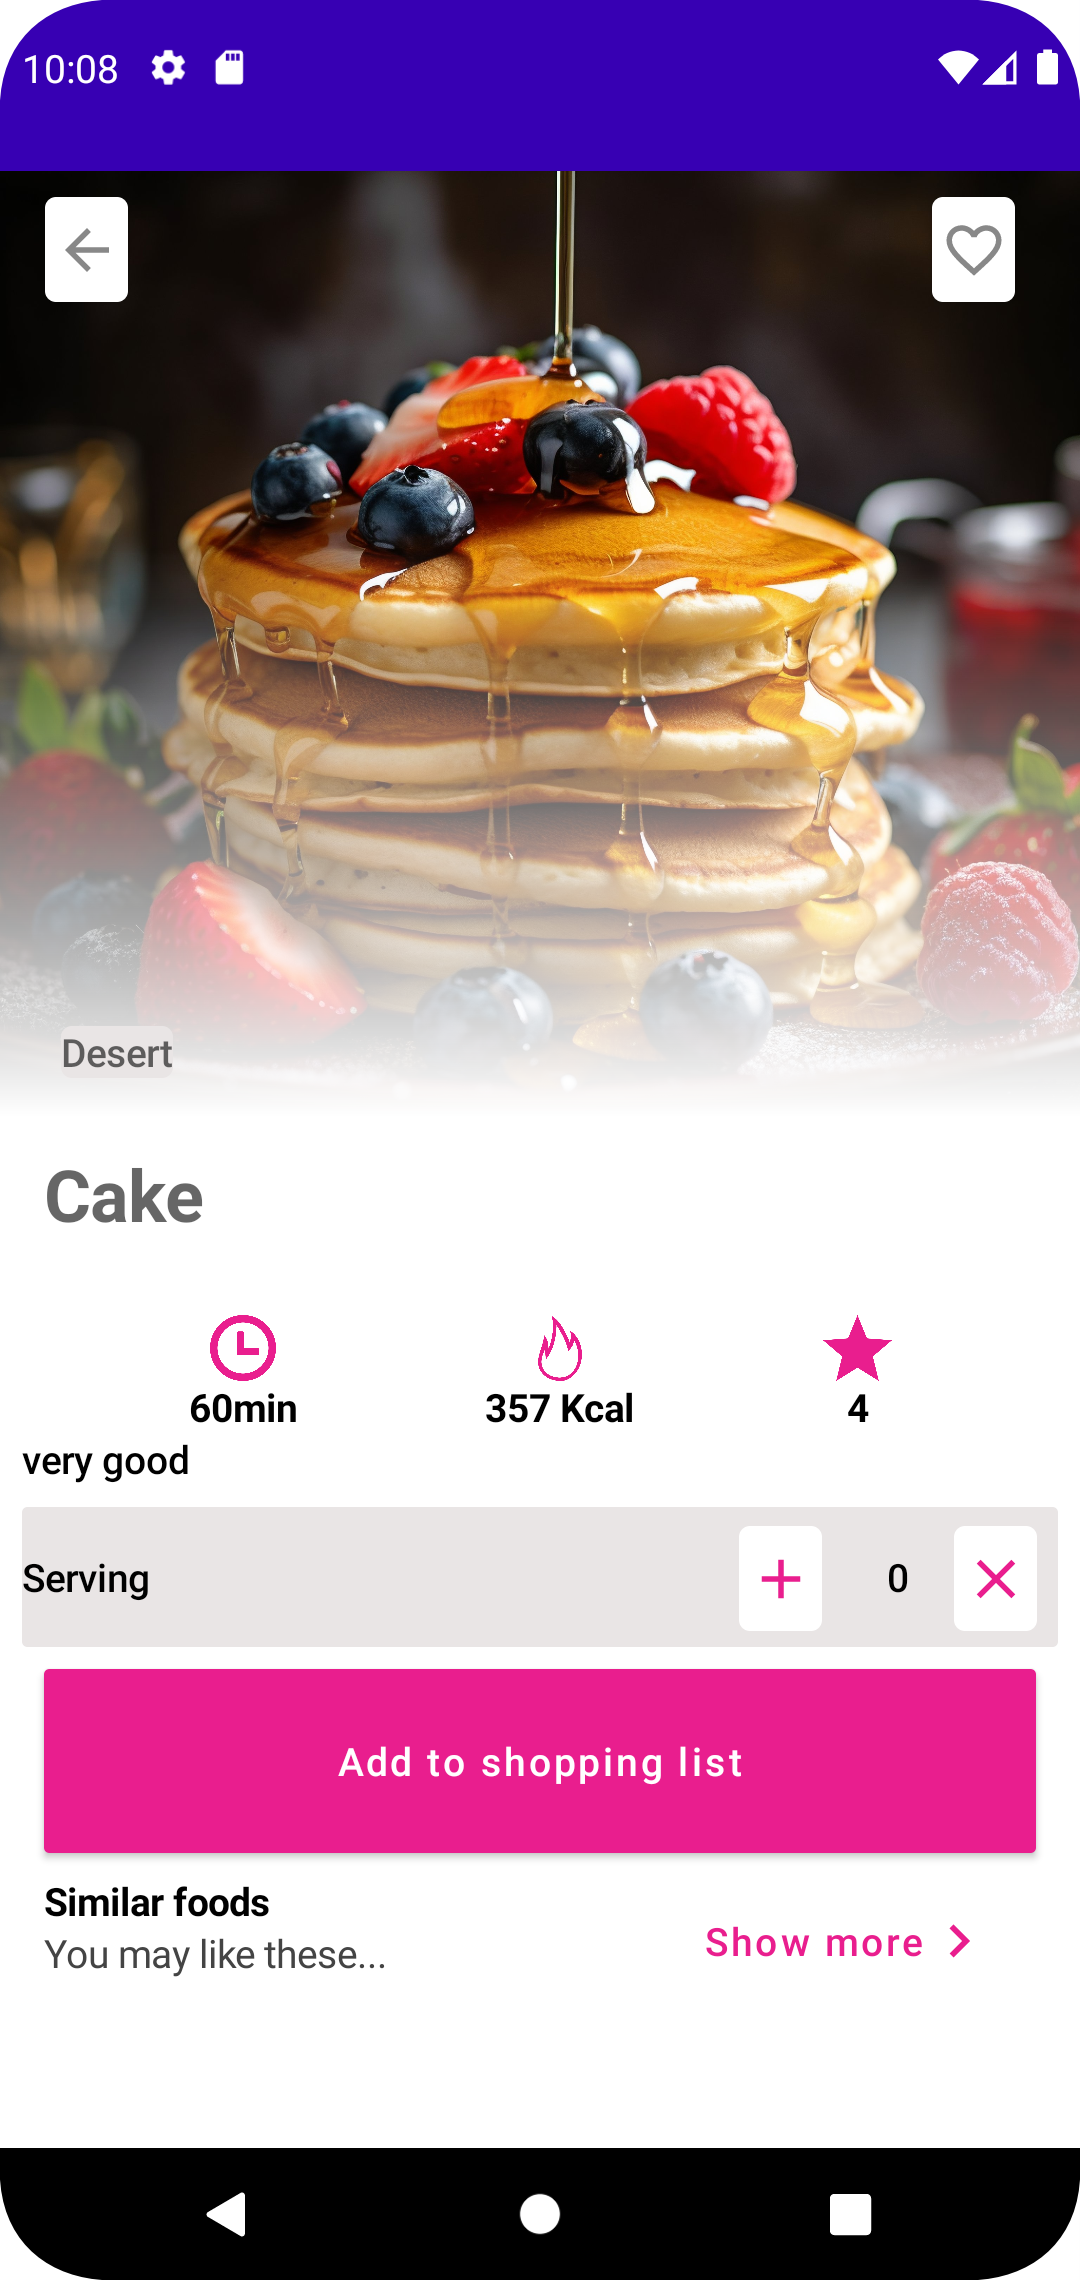 10:08
Desert
Cake
60min 357 Kcal 4
very good
Serving 0
Add to shopping list
Similar foods
You may like these...
Show more